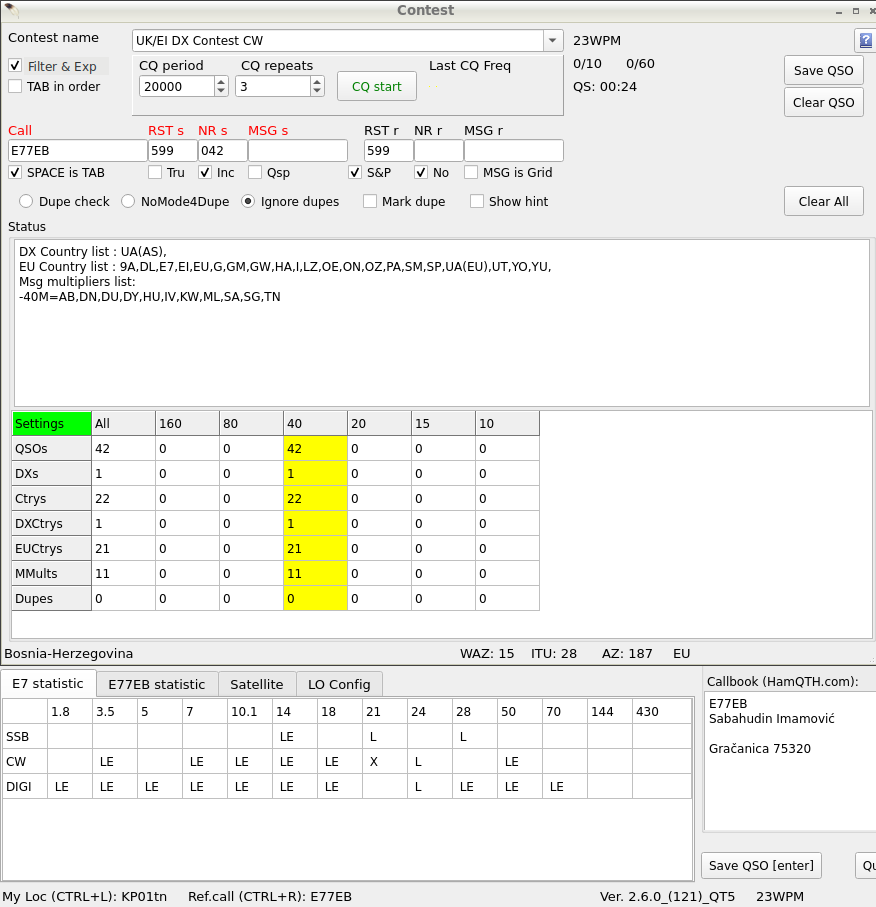 Contest
Contest name UK/EI DX Contest CW 23WPM
Filter & Exp CQ period CQ repeats Last CQ Freq 0/10 0/60
TAB in order 20000 3 CQ start QS: 00:24
Save QSO
Clear QSO
Call RST s NR s MSG s RST r NR r MSG r
E77EB 599 042 599
SPACE is TAB Tru Inc Qsp S&P No MSG is Grid
Dupe check NoMode4Dupe Ignore dupes Mark dupe Show hint Clear All
Status
DX Country list : UA(AS),
EU Country list : 9A,DL,E7,EI,EU,G,GM,GW,HA,I,LZ,OE,ON,OZ,PA,SM,SP,UA(EU),UT,YO,YU,
Msg multipliers list:
-40M=AB,DN,DU,DY,HU,IV,KW,ML,SA,SG,TN
Settings All 160 80 40 20 15 10
QSOs 42 0 0 42 0 0 0
DXs 1 0 0 1 0 0 0
Ctrys 22 0 0 22 0 0 0
DXCtrys 1 0 0 1 0 0 0
EUCtrys 21 0 0 21 0 0 0
MMults 11 0 0 11 0 0 0
Dupes 0 0 0 0 0 0 0
Bosnia-Herzegovina WAZ: 15 ITU: 28 AZ: 187 EU
E7 statistic E77EB statistic Satellite LO Config
1.8 3.5 5 7 10.1 14 18 21 24 28 50 70 144 430
SSB LE L L
CW LE LE LE LE LE X L LE
DIGI LE LE LE LE LE LE LE L LE LE LE
Callbook (HamQTH.com):
E77EB
Sabahudin Imamović
Gračanica 75320
Save QSO [enter] Qu
My Loc (CTRL+L): KP01tn Ref.call (CTRL+R): E77EB Ver. 2.6.0_(121)_QT5 23WPM